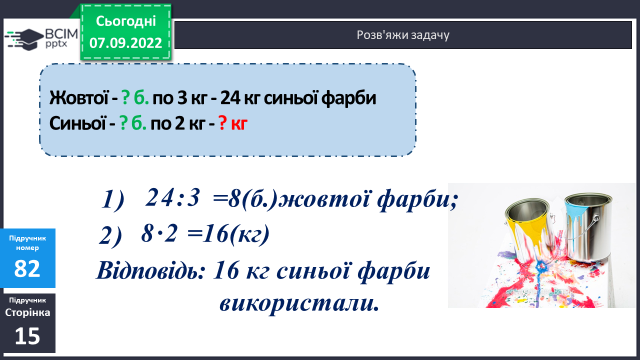 ВСІМ
pptx
Сьогодні
07.09.2022
Розв'яжи задачу
Жовтої - ? б. по 3 кг - 24 кг синьої фарби
Синьої - ? б. по 2 кг - ? кг
1) 24:3 =8(б.)жовтої фарби;
2) 8·2 =16(кг)
Відповідь: 16 кг синьої фарби
використали.
Підручник
номер
82
Підручник
Сторінка
15